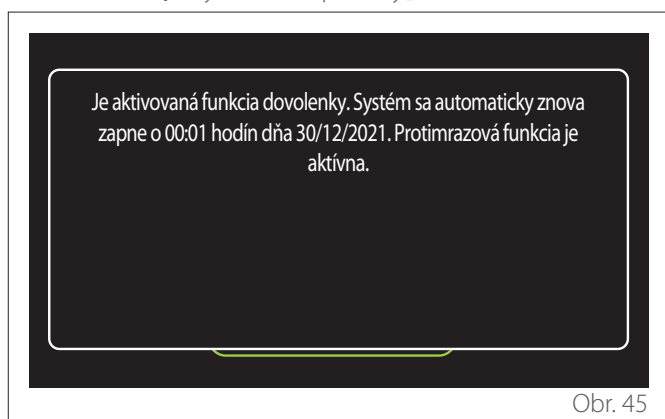 Je aktivovaná funkcia dovolenky. Systém sa automaticky znova
zapne o 00:01 hodín dňa 30/12/2021. Protimrazová funkcia je
aktívna.
Obr. 45